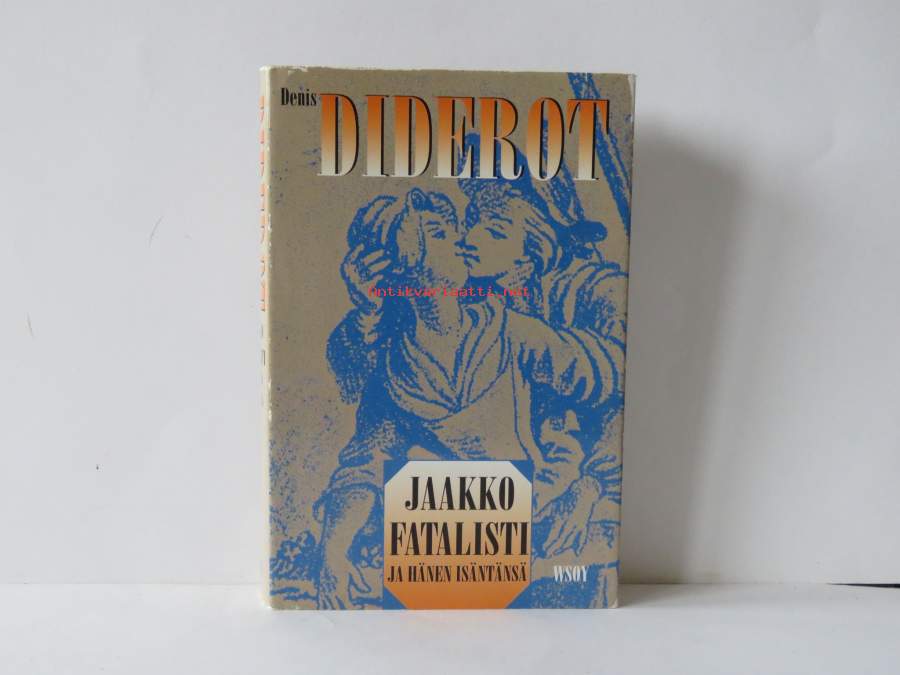 Denis
DIDEROT
Antikvariaatti.net
JAAKKO
FATALISTI
JA HÄNEN ISÄNTÄNSÄ
WSOY